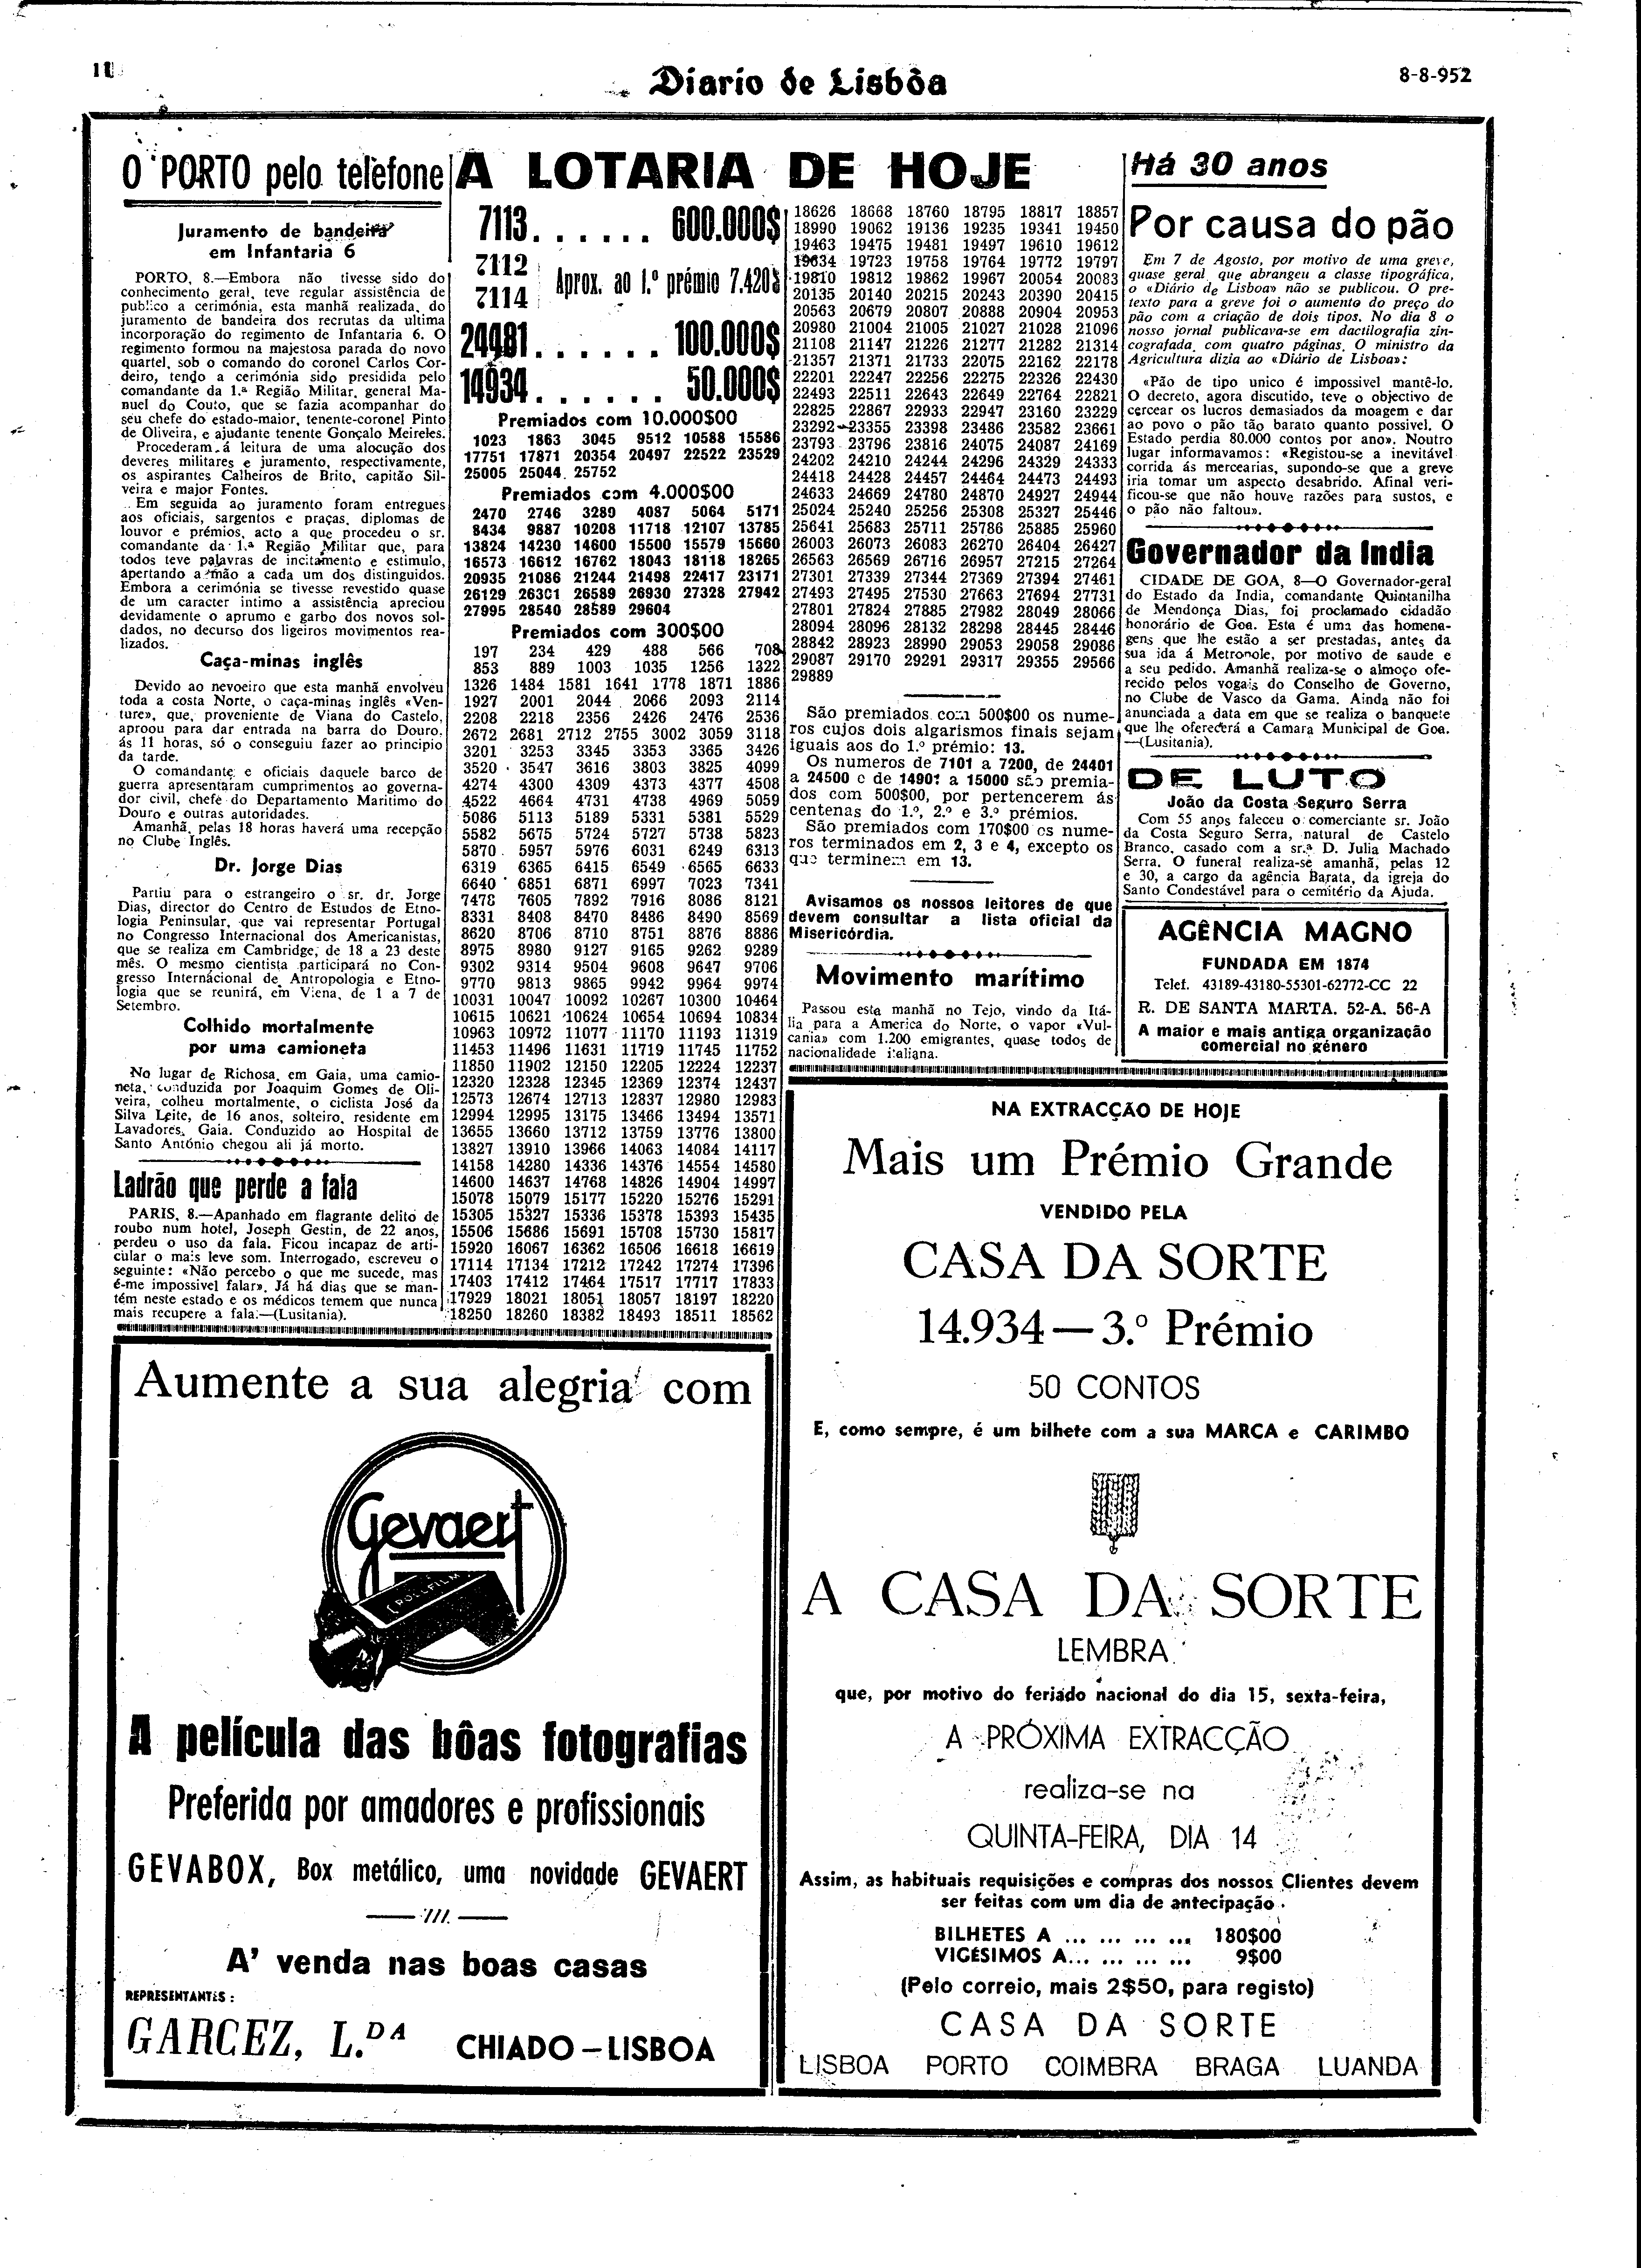 Diario de Lisbôa
8-8-952
O PORTO pelo telefone
Juramento de bandeira
em Infantaria 6
PORTO, 8.—Embora não tivesse sido do
conhecimento geral, teve regular assistência de
publico a cerimónia, esta manhã realizada, do
juramento de bandeira dos recrutas da ultima
incorporação do regimento de Infantaria 6. O
regimento formou na majestosa parada do novo
quartel, sob o comando do coronel Carlos Cor-
deiro, tendo a cerimónia sido presidida pelo
comandante da 1.ª Região Militar, general Ma-
nuel do Couto, que se fazia acompanhar do
seu chefe do estado-maior, tenente-coronel Pinto
de Oliveira, e ajudante tenente Gonçalo Meireles.
Procederam á leitura de uma alocução dos
deveres militares e juramento, respectivamente,
os aspirantes Calheiros de Brito, capitão Sil-
veira e major Fontes.
Em seguida ao juramento foram entregues
aos oficiais, sargentos e praças, diplomas de
louvor e prémios, acto a que procedeu o sr.
comandante da 1.ª Região Militar que, para
todos teve palavras de incitamento e estimulo,
apertando a mão a cada um dos distinguidos.
Embora a cerimónia se tivesse revestido quase
de um caracter intimo a assistência apreciou
devidamente o aprumo e garbo dos novos sol-
dados, no decurso dos ligeiros movimentos rea-
lizados.
Caça-minas inglês
Devido ao nevoeiro que esta manhã envolveu
toda a costa Norte, o caça-minas inglês «Ven-
ture», que, proveniente de Viana do Castelo,
aproou para dar entrada na barra do Douro,
ás 11 horas, só o conseguiu fazer ao principio
da tarde.
O comandante e oficiais daquele barco de
guerra apresentaram cumprimentos ao governa-
dor civil, chefe do Departamento Maritimo do
Douro e outras autoridades.
Amanhã, pelas 18 horas haverá uma recepção
no Clube Inglês.
Dr. Jorge Dias
Partiu para o estrangeiro o sr. dr. Jorge
Dias, director do Centro de Estudos de Etno-
logia Peninsular, que vai representar Portugal
no Congresso Internacional dos Americanistas,
que se realiza em Cambridge, de 18 a 23 deste
mês. O mesmo cientista participará no Con-
gresso Internacional de Antropologia e Etno-
logia que se reunirá, em Viena, de 1 a 7 de
Setembro.
Colhido mortalmente
por uma camioneta
No lugar de Richosa, em Gaia, uma camio-
neta, conduzida por Joaquim Gomes de Oli-
veira, colheu mortalmente, o ciclista José da
Silva Leite, de 16 anos, solteiro, residente em
Lavadores, Gaia. Conduzido ao Hospital de
Santo António chegou ali já morto.
Ladrão que perde a fala
PARIS, 8.—Apanhado em flagrante delito de
roubo num hotel, Joseph Gestin, de 22 anos,
perdeu o uso da fala. Ficou incapaz de arti-
cular o mais leve som. Interrogado, escreveu o
seguinte: «Não percebo o que me sucede, mas
é-me impossivel falar». Já há dias que se man-
tém neste estado e os médicos temem que nunca
mais recupere a fala.—(Lusitania).
A LOTARIA DE HOJE
7113...... 600.000$
7112
7114
Aprox. ao 1.º prémio 7.420$
24481...... 100.000$
14934...... 50.000$
Premiados com 10.000$00
1023 1863 3045 9512 10588 15586
17751 17871 20354 20497 22522 23529
25005 25044 25752
Premiados com 4.000$00
2470 2746 3289 4087 5064 5171
8434 9887 10208 11718 12107 13785
13824 14230 14600 15500 15579 15660
16573 16612 16762 18043 18118 18265
20935 21086 21244 21498 22417 23171
26129 26301 26589 26930 27328 27942
27995 28540 28589 29604
Premiados com 300$00
197 234 429 488 566 708
853 889 1003 1035 1256 1322
1326 1484 1581 1641 1778 1871 1886
1927 2001 2044 2066 2093 2114
2208 2218 2356 2426 2476 2536
2672 2681 2712 2755 3002 3059 3118
3201 3253 3345 3353 3365 3426
3520 3547 3616 3803 3825 4099
4274 4300 4309 4373 4377 4508
4522 4664 4731 4738 4969 5059
5086 5113 5189 5331 5381 5529
5582 5675 5724 5727 5738 5823
5870 5957 5976 6031 6249 6313
6319 6365 6415 6549 6565 6633
6640 6851 6871 6997 7023 7341
7478 7605 7892 7916 8086 8121
8331 8408 8470 8486 8490 8569
8620 8706 8710 8751 8876 8886
8975 8980 9127 9165 9262 9289
9302 9314 9504 9608 9647 9706
9770 9813 9865 9942 9964 9974
10031 10047 10092 10267 10300 10464
10615 10621 10624 10654 10694 10834
10963 10972 11077 11170 11193 11319
11453 11496 11631 11719 11745 11752
11850 11902 12150 12205 12224 12237
12320 12328 12345 12369 12374 12437
12573 12674 12713 12837 12980 12983
12994 12995 13175 13466 13494 13571
13655 13660 13712 13759 13776 13800
13827 13910 13966 14063 14084 14117
14158 14280 14336 14376 14554 14580
14600 14637 14768 14826 14904 14997
15078 15079 15177 15220 15276 15291
15305 15327 15336 15378 15393 15435
15506 15686 15691 15708 15730 15817
15920 16067 16362 16506 16618 16619
17114 17134 17212 17242 17274 17396
17403 17412 17464 17517 17717 17833
17929 18021 18051 18057 18197 18220
18250 18260 18382 18493 18511 18562
18626 18668 18760 18795 18817 18857
18990 19062 19136 19235 19341 19450
19463 19475 19481 19497 19610 19612
19634 19723 19758 19764 19772 19797
19810 19812 19862 19967 20054 20083
20135 20140 20215 20243 20390 20415
20563 20679 20807 20888 20904 20953
20980 21004 21005 21027 21028 21096
21108 21147 21226 21277 21282 21314
21357 21371 21733 22075 22162 22178
22201 22247 22256 22275 22326 22430
22493 22511 22643 22649 22764 22821
22825 22867 22933 22947 23160 23229
23292 23355 23398 23486 23582 23661
23793 23796 23816 24075 24087 24169
24202 24210 24244 24296 24329 24333
24418 24428 24457 24464 24473 24493
24633 24669 24780 24870 24927 24944
25024 25240 25256 25308 25327 25446
25641 25683 25711 25786 25885 25960
26003 26073 26083 26270 26404 26427
26563 26569 26716 26957 27215 27264
27301 27339 27344 27369 27394 27461
27493 27495 27530 27663 27694 27731
27801 27824 27885 27982 28049 28066
28094 28096 28132 28298 28445 28446
28842 28923 28990 29053 29058 29086
29087 29170 29291 29317 29355 29566
29889
São premiados com 500$00 os nume-
ros cujos dois algarismos finais sejam
iguais aos do 1.º prémio: 13.
Os numeros de 7101 a 7200, de 24401
a 24500 e de 14901 a 15000 são premia-
dos com 500$00, por pertencerem ás
centenas do 1.º, 2.º e 3.º prémios.
São premiados com 170$00 os nume-
ros terminados em 2, 3 e 4, excepto os
que terminem em 13.
Avisamos os nossos leitores de que
devem consultar a lista oficial da
Misericórdia.
Movimento marítimo
Passou esta manhã no Tejo, vindo da Itá-
lia para a America do Norte, o vapor «Vul-
cania» com 1.200 emigrantes, quase todos de
nacionalidade italiana.
Há 30 anos
Por causa do pão
Em 7 de Agosto, por motivo de uma greve,
quase geral que abrangeu a classe tipográfica,
o «Diário de Lisboa» não se publicou. O pre-
texto para a greve foi o aumento do preço do
pão com a criação de dois tipos. No dia 8 o
nosso jornal publicava-se em dactilografia zin-
cografada, com quatro páginas. O ministro da
Agricultura dizia ao «Diário de Lisboa»:
«Pão de tipo unico é impossivel mantê-lo.
O decreto, agora discutido, teve o objectivo de
cercear os lucros demasiados da moagem e dar
ao povo o pão tão barato quanto possivel. O
Estado perdia 80.000 contos por ano». Noutro
lugar informavamos: «Registou-se a inevitável
corrida ás mercearias, supondo-se que a greve
iria tomar um aspecto desabrido. Afinal veri-
ficou-se que não houve razões para sustos, e
o pão não faltou».
Governador da India
CIDADE DE GOA, 8—O Governador-geral
do Estado da India, comandante Quintanilha
de Mendonça Dias, foi proclamado cidadão
honorário de Goa. Esta é uma das homena-
gens que lhe estão a ser prestadas, antes da
sua ida á Metropole, por motivo de saude e
a seu pedido. Amanhã realiza-se o almoço ofe-
recido pelos vogais do Conselho de Governo,
no Clube de Vasco da Gama. Ainda não foi
anunciada a data em que se realiza o banquete
que lhe oferecerá a Camara Municipal de Goa.
—(Lusitania).
DE LUTO
João da Costa Seguro Serra
Com 55 anos faleceu o comerciante sr. João
da Costa Seguro Serra, natural de Castelo
Branco, casado com a sr.ª D. Julia Machado
Serra. O funeral realiza-se amanhã, pelas 12
e 30, a cargo da agência Barata, da igreja do
Santo Condestável para o cemitério da Ajuda.
AGÊNCIA MAGNO
FUNDADA EM 1874
Telef. 43189-43180-55301-62772-CC 22
R. DE SANTA MARTA. 52-A. 56-A
A maior e mais antiga organização
comercial no género
Aumente a sua alegria com
Gevaert
ROLLFILM
A película das bôas fotografias
Preferida por amadores e profissionais
GEVABOX, Box metálico, uma novidade GEVAERT
A' venda nas boas casas
REPRESENTANTES:
GARCEZ, L.DA CHIADO—LISBOA
NA EXTRACÇÃO DE HOJE
Mais um Prémio Grande
VENDIDO PELA
CASA DA SORTE
14.934—3.º Prémio
50 CONTOS
E, como sempre, é um bilhete com a sua MARCA e CARIMBO
A CASA DA SORTE
LEMBRA
que, por motivo do feriado nacional do dia 15, sexta-feira,
A PRÓXIMA EXTRACÇÃO
realiza-se na
QUINTA-FEIRA, DIA 14
Assim, as habituais requisições e compras dos nossos Clientes devem
ser feitas com um dia de antecipação
BILHETES A ... ... ... ... 180$00
VIGÉSIMOS A... ... ... ... 9$00
(Pelo correio, mais 2$50, para registo)
CASA DA SORTE
LISBOA PORTO COIMBRA BRAGA LUANDA